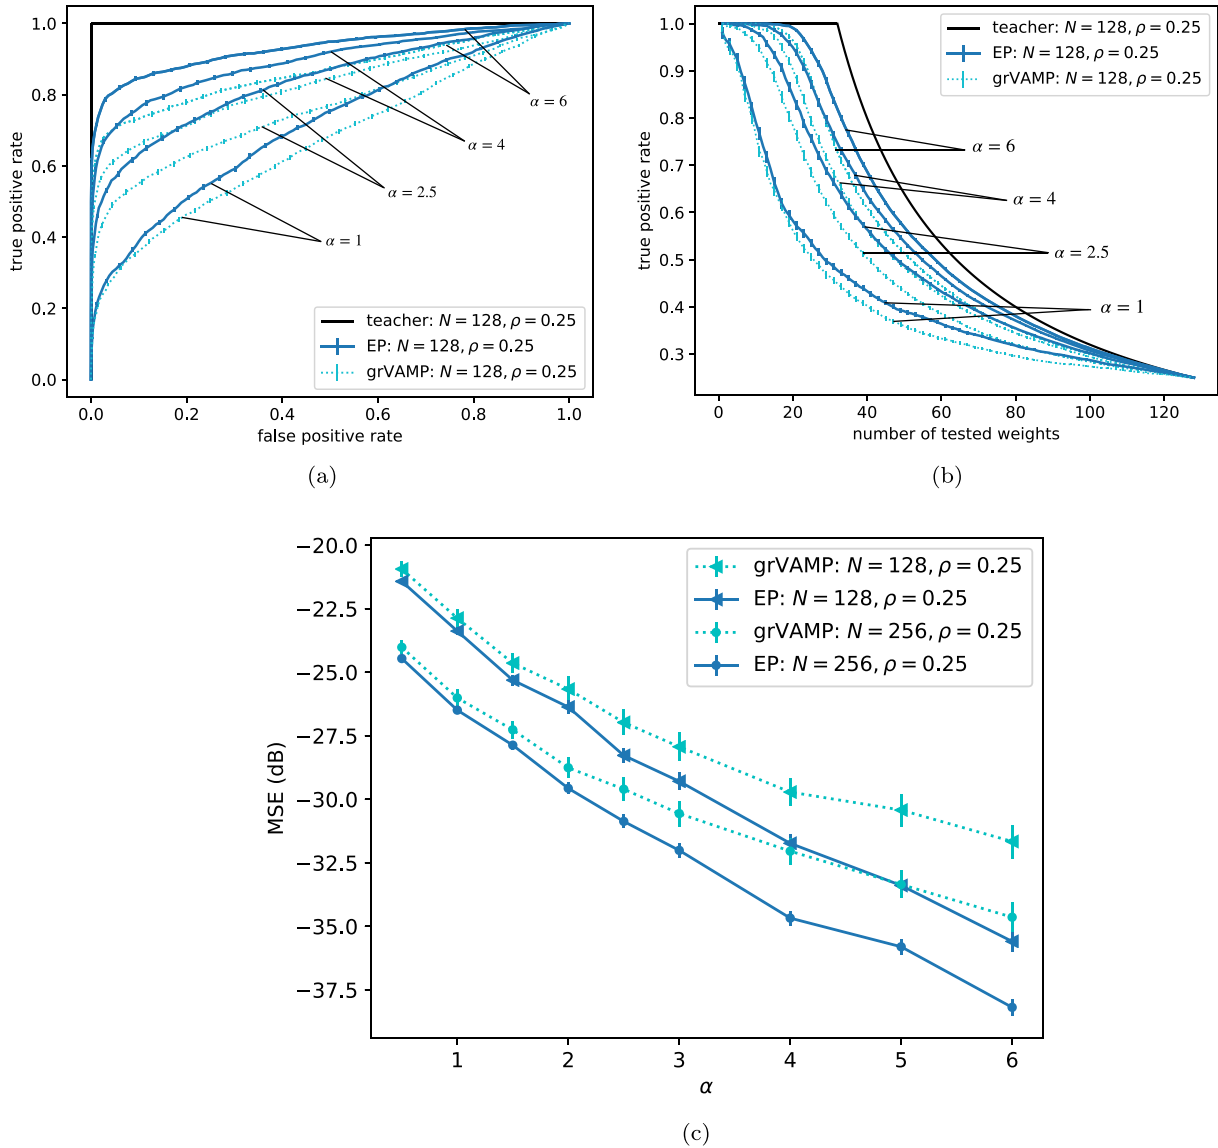 1.0
0.8
0.6
0.4
0.2
0.0
true positive rate
0.0 0.2 0.4 0.6 0.8 1.0
false positive rate
α = 6
α = 4
α = 2.5
α = 1
teacher: N = 128, ρ = 0.25
EP: N = 128, ρ = 0.25
grVAMP: N = 128, ρ = 0.25
(a)
1.0
0.9
0.8
0.7
0.6
0.5
0.4
0.3
true positive rate
0 20 40 60 80 100 120
number of tested weights
teacher: N = 128, ρ = 0.25
EP: N = 128, ρ = 0.25
grVAMP: N = 128, ρ = 0.25
α = 6
α = 4
α = 2.5
α = 1
(b)
−20.0
−22.5
−25.0
−27.5
−30.0
−32.5
−35.0
−37.5
MSE (dB)
grVAMP: N = 128, ρ = 0.25
EP: N = 128, ρ = 0.25
grVAMP: N = 256, ρ = 0.25
EP: N = 256, ρ = 0.25
1 2 3 4 5 6
α
(c)